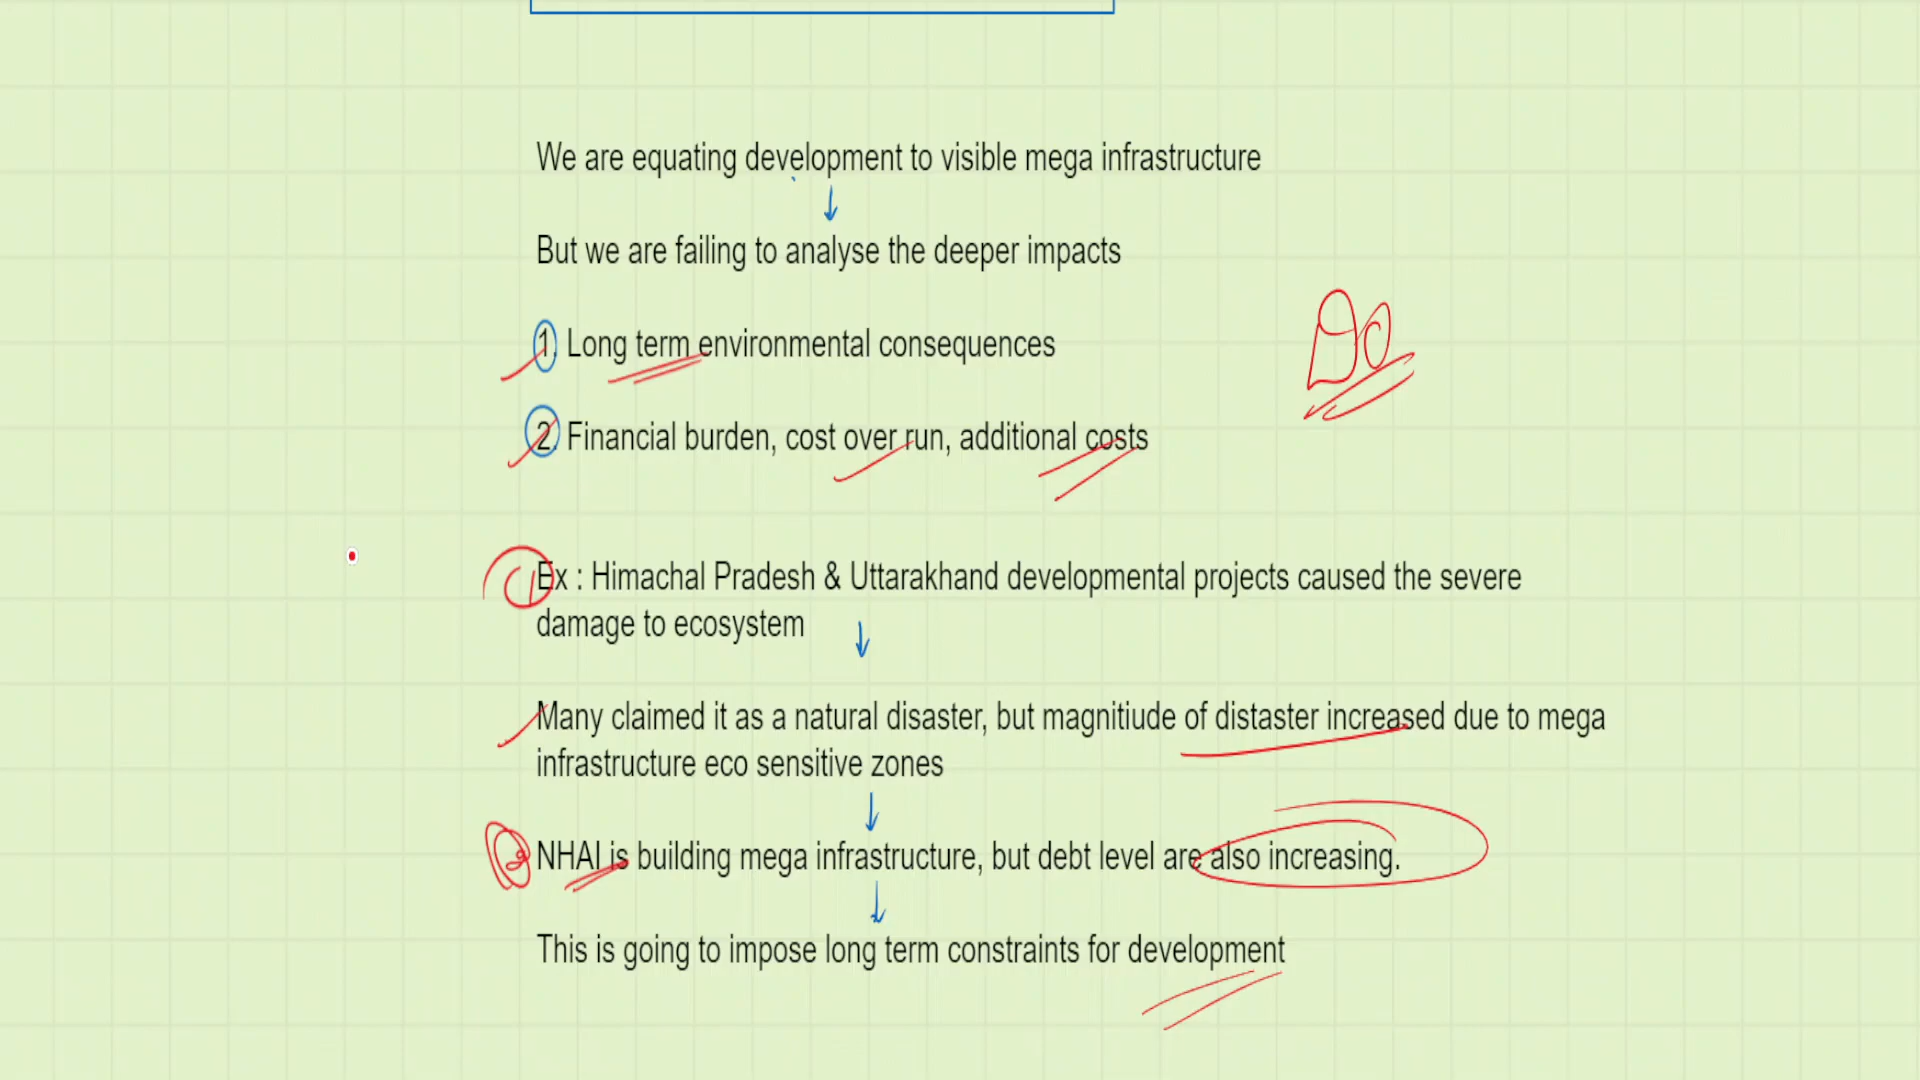 We are equating development to visible mega infrastructure
But we are failing to analyse the deeper impacts
1. Long term environmental consequences
2. Financial burden, cost over run, additional costs
Ex : Himachal Pradesh & Uttarakhand developmental projects caused the severe
damage to ecosystem
Many claimed it as a natural disaster, but magnitiude of distaster increased due to mega
infrastructure eco sensitive zones
NHAI is building mega infrastructure, but debt level are also increasing.
This is going to impose long term constraints for development